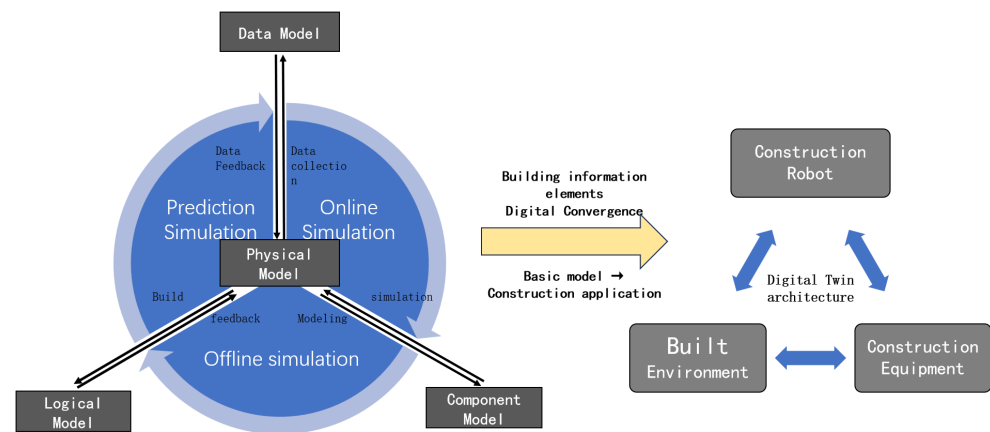 Data Model
Data
Feedback
Data
collectio
n
Prediction
Simulation
Online
Simulation
Physical
Model
Build
feedback
simulation
Modeling
Offline simulation
Logical
Model
Component
Model
Building information
elements
Digital Convergence
Basic model →
Construction application
Construction
Robot
Digital Twin
architecture
Built
Environment
Construction
Equipment